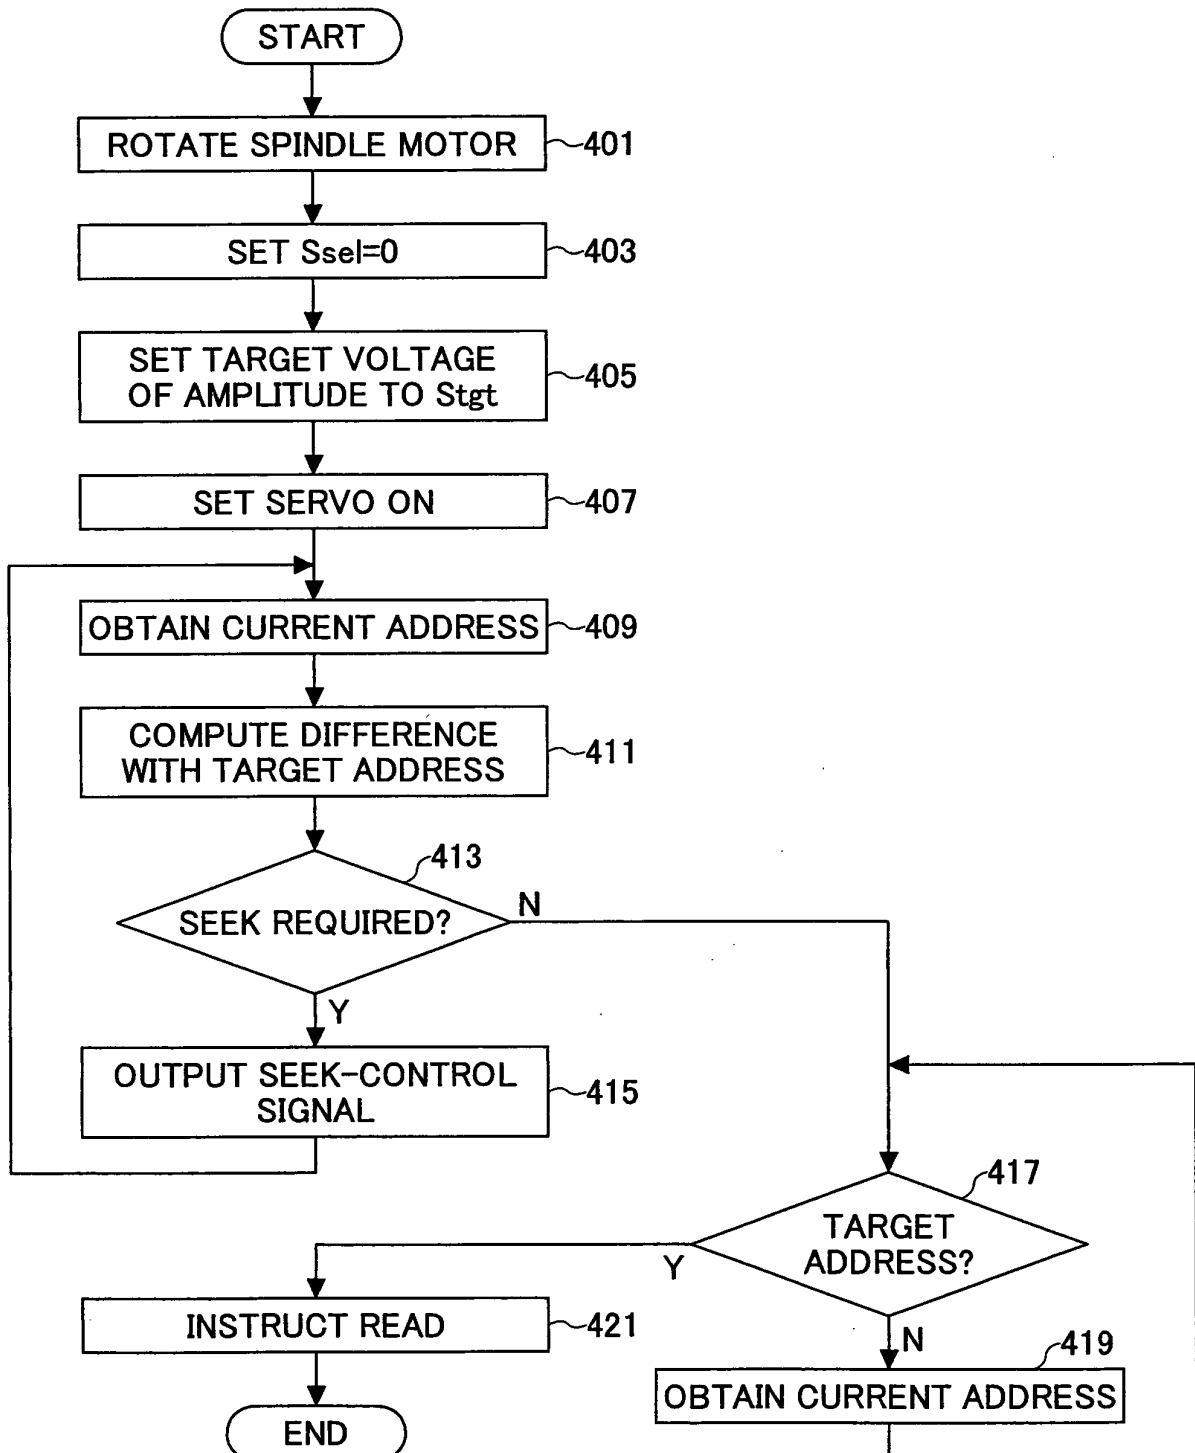 START
ROTATE SPINDLE MOTOR
401
SET Ssel=0
403
SET TARGET VOLTAGE
OF AMPLITUDE TO Stgt
405
SET SERVO ON
407
OBTAIN CURRENT ADDRESS
409
COMPUTE DIFFERENCE
WITH TARGET ADDRESS
411
413
SEEK REQUIRED?
N
Y
OUTPUT SEEK-CONTROL
SIGNAL
415
417
TARGET
ADDRESS?
Y
N
INSTRUCT READ
421
419
OBTAIN CURRENT ADDRESS
END